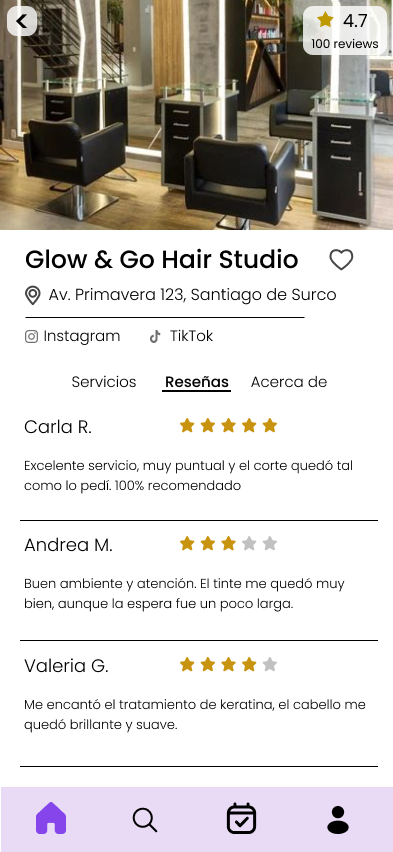 4.7
100 reviews
Glow & Go Hair Studio
Av. Primavera 123, Santiago de Surco
Instagram TikTok
Servicios Reseñas Acerca de
Carla R.
Excelente servicio, muy puntual y el corte quedó tal
como lo pedí. 100% recomendado
Andrea M.
Buen ambiente y atención. El tinte me quedó muy
bien, aunque la espera fue un poco larga.
Valeria G.
Me encantó el tratamiento de keratina, el cabello me
quedó brillante y suave.